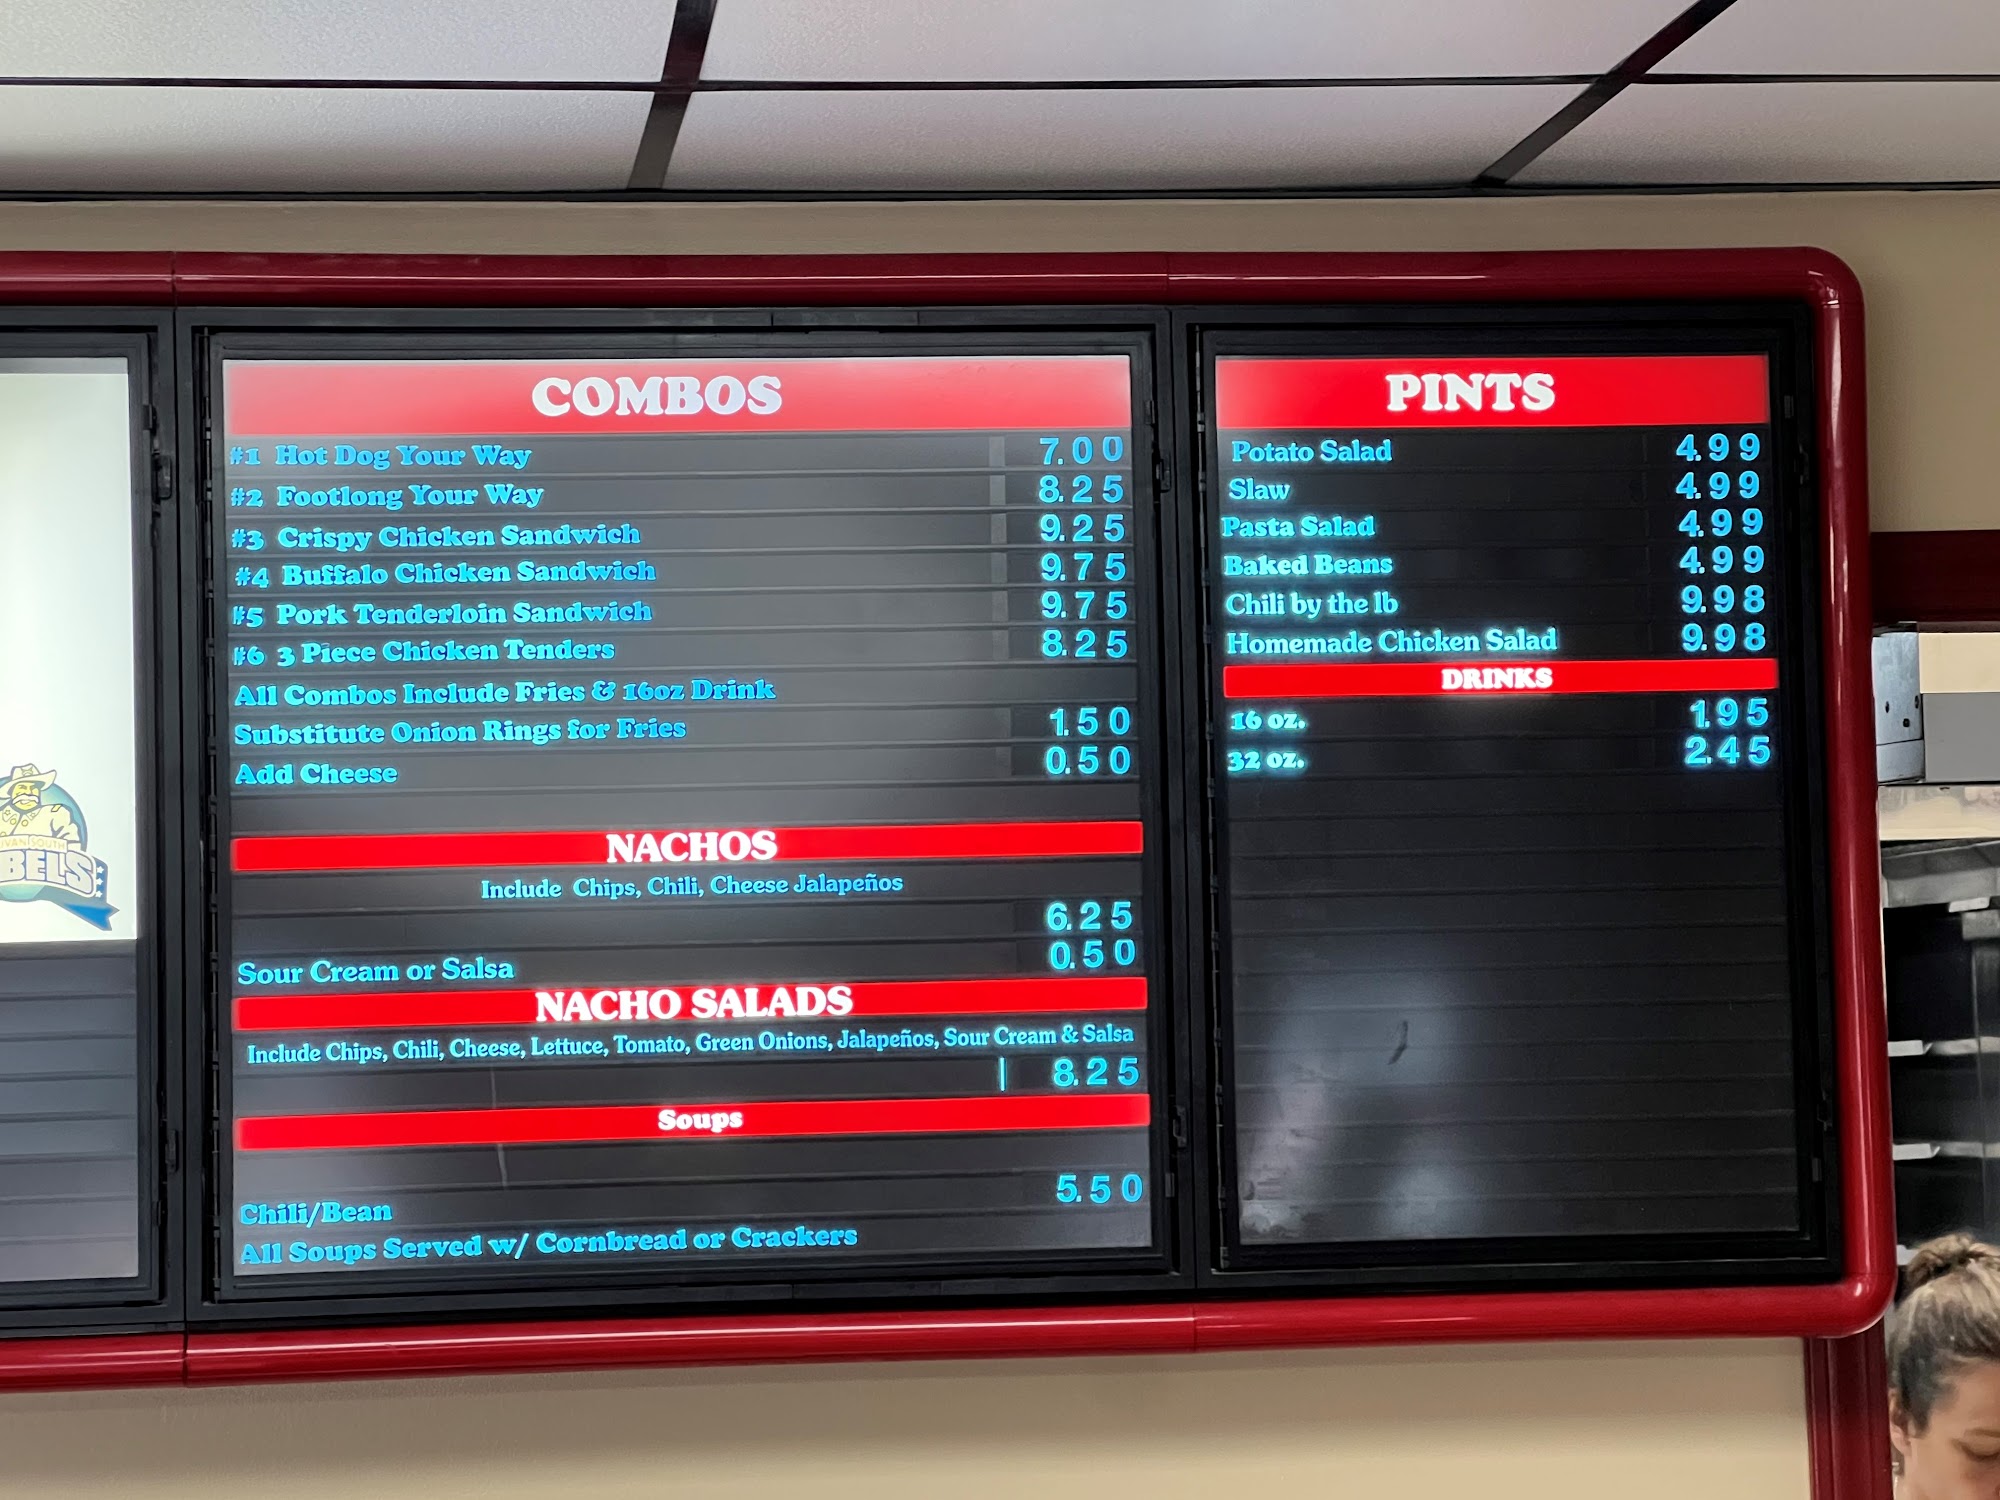 COMBOS
#1 Hot Dog Your Way 7.00
#2 Footlong Your Way 8.25
#3 Crispy Chicken Sandwich 9.25
#4 Buffalo Chicken Sandwich 9.75
#5 Pork Tenderloin Sandwich 9.75
#6 3 Piece Chicken Tenders 8.25
All Combos Include Fries & 16oz Drink
Substitute Onion Rings for Fries 1.50
Add Cheese 0.50
NACHOS
Include Chips, Chili, Cheese Jalapeños
6.25
Sour Cream or Salsa 0.50
NACHO SALADS
Include Chips, Chili, Cheese, Lettuce, Tomato, Green Onions, Jalapeños, Sour Cream & Salsa
8.25
Soups
Chili/Bean 5.50
All Soups Served w/ Cornbread or Crackers
PINTS
Potato Salad 4.99
Slaw 4.99
Pasta Salad 4.99
Baked Beans 4.99
Chili by the lb 9.98
Homemade Chicken Salad 9.98
DRINKS
16 oz. 1.95
32 oz. 2.45